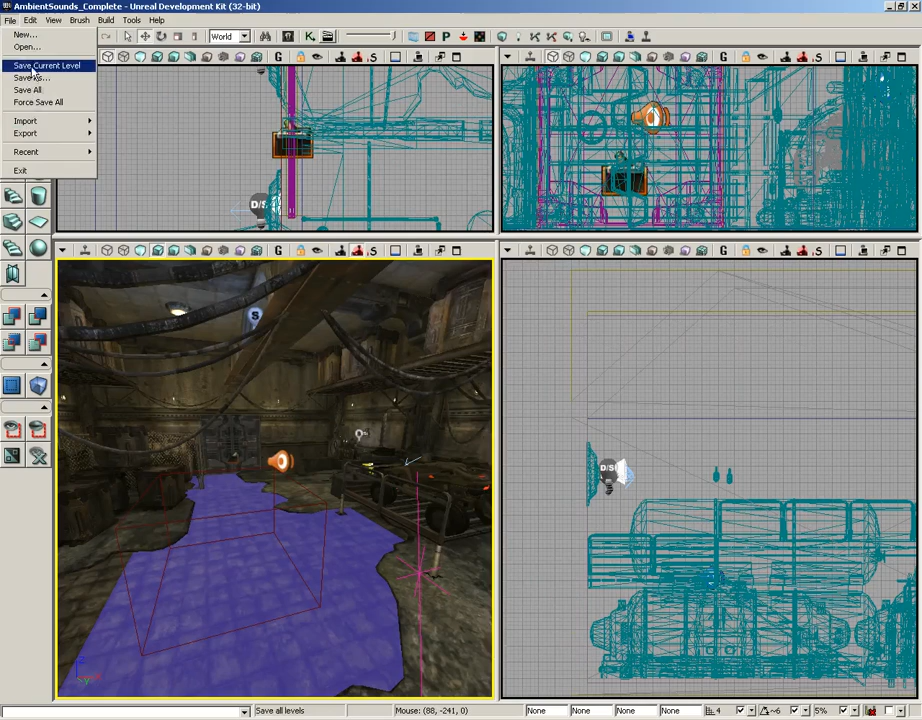 AmbientSounds_Complete - Unreal Development Kit (32-bit)
File Edit View Brush Build Tools Help
New...
Open...
Save Current Level
Save As...
Save All
Force Save All
Import
Export
Recent
Exit
World
G S
G S
G S
G S
D/S
D/S
S
Save all levels
Mouse: (88, -241, 0)
None
None
None
None
4
6
5%